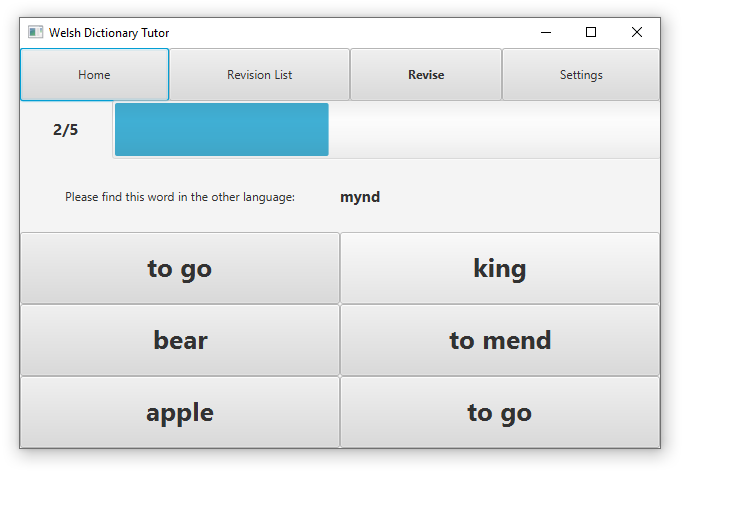 Welsh Dictionary Tutor
Home Revision List Revise Settings
2/5
Please find this word in the other language: mynd
to go king
bear to mend
apple to go